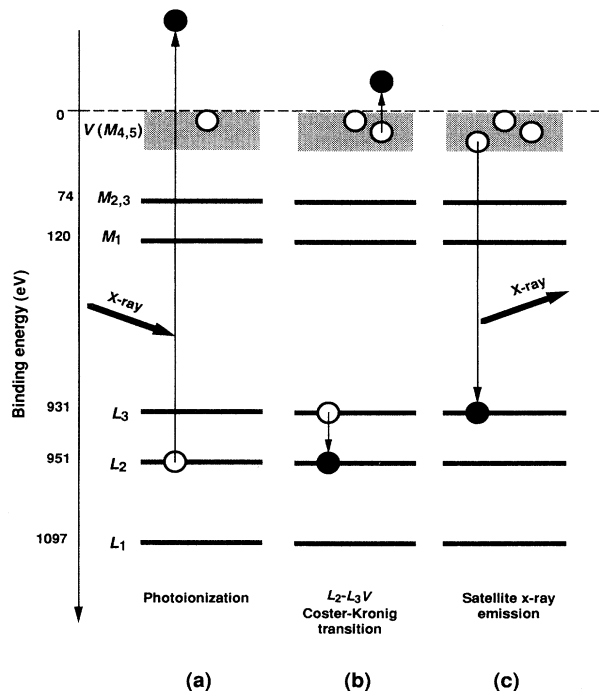 0
V (M4,5)
74
M2,3
120
M1
X-ray
X-ray
Binding energy (eV)
931
L3
951
L2
1097
L1
Photoionization
L2-L3V
Coster-Kronig
transition
Satellite x-ray
emission
(a)
(b)
(c)